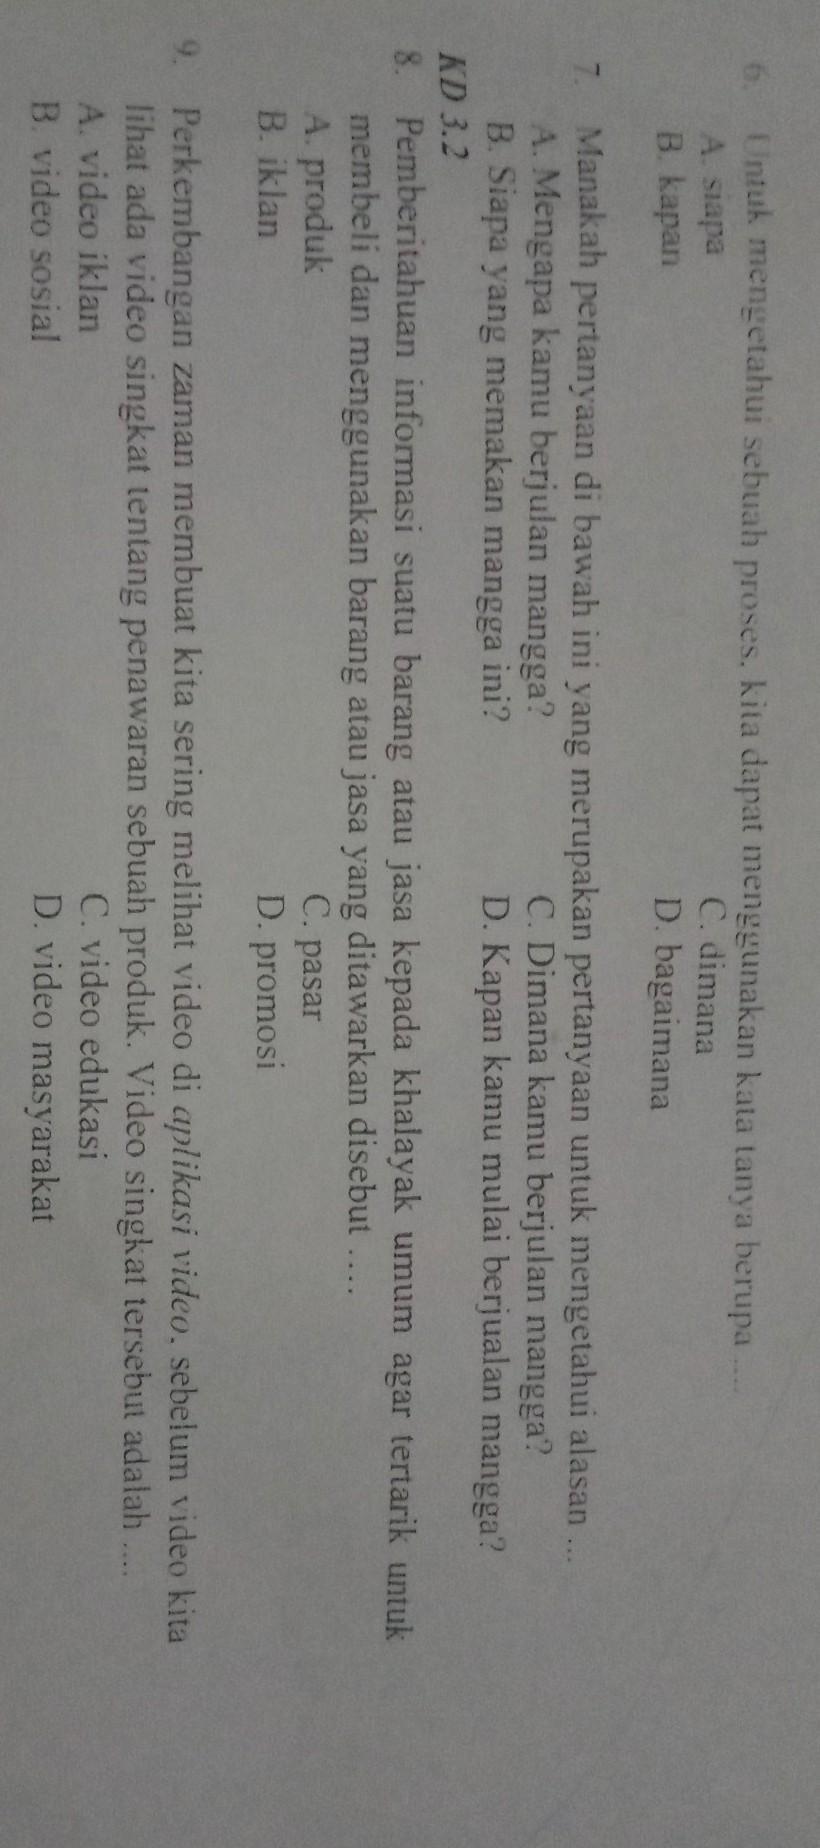 6. Untuk mengetahui sebuah proses, kita dapat menggunakan kata tanya berupa ....
A. siapa C. dimana
B. kapan D. bagaimana
7. Manakah pertanyaan di bawah ini yang merupakan pertanyaan untuk mengetahui alasan ...
A. Mengapa kamu berjulan mangga? C. Dimana kamu berjulan mangga?
B. Siapa yang memakan mangga ini? D. Kapan kamu mulai berjualan mangga?
KD 3.2
8. Pemberitahuan informasi suatu barang atau jasa kepada khalayak umum agar tertarik untuk
membeli dan menggunakan barang atau jasa yang ditawarkan disebut ....
A. produk C. pasar
B. iklan D. promosi
9. Perkembangan zaman membuat kita sering melihat video di aplikasi video, sebelum video kita
lihat ada video singkat tentang penawaran sebuah produk. Video singkat tersebut adalah ....
A. video iklan C. video edukasi
B. video sosial D. video masyarakat